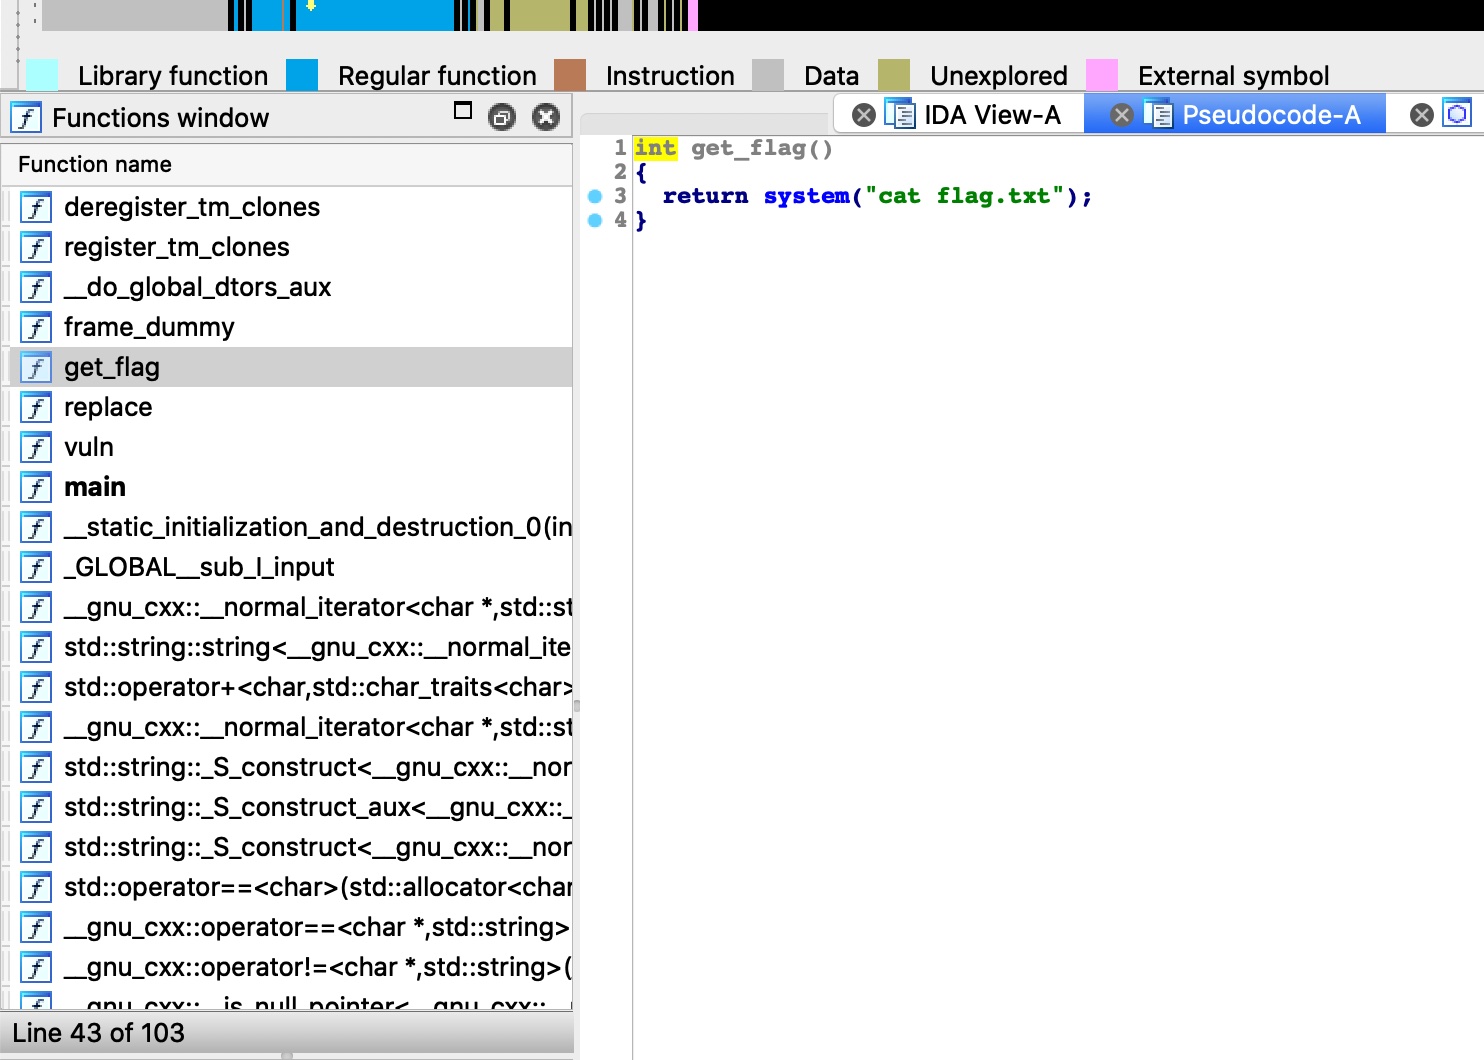 Library function Regular function Instruction Data Unexplored External symbol
Functions window
IDA View-A Pseudocode-A
Function name
deregister_tm_clones
register_tm_clones
__do_global_dtors_aux
frame_dummy
get_flag
replace
vuln
main
__static_initialization_and_destruction_0(in
_GLOBAL__sub_I_input
__gnu_cxx::__normal_iterator<char *,std::st
std::string::string<__gnu_cxx::__normal_ite
std::operator+<char,std::char_traits<char>
__gnu_cxx::__normal_iterator<char *,std::st
std::string::_S_construct<__gnu_cxx::__nor
std::string::_S_construct_aux<__gnu_cxx::_
std::string::_S_construct<__gnu_cxx::__nor
std::operator==<char>(std::allocator<char
__gnu_cxx::operator==<char *,std::string>
__gnu_cxx::operator!=<char *,std::string>(
__gnu_cxx::__is_null_pointer<__gnu_cxx::__
Line 43 of 103
1 int get_flag()
2 {
3 return system("cat flag.txt");
4 }